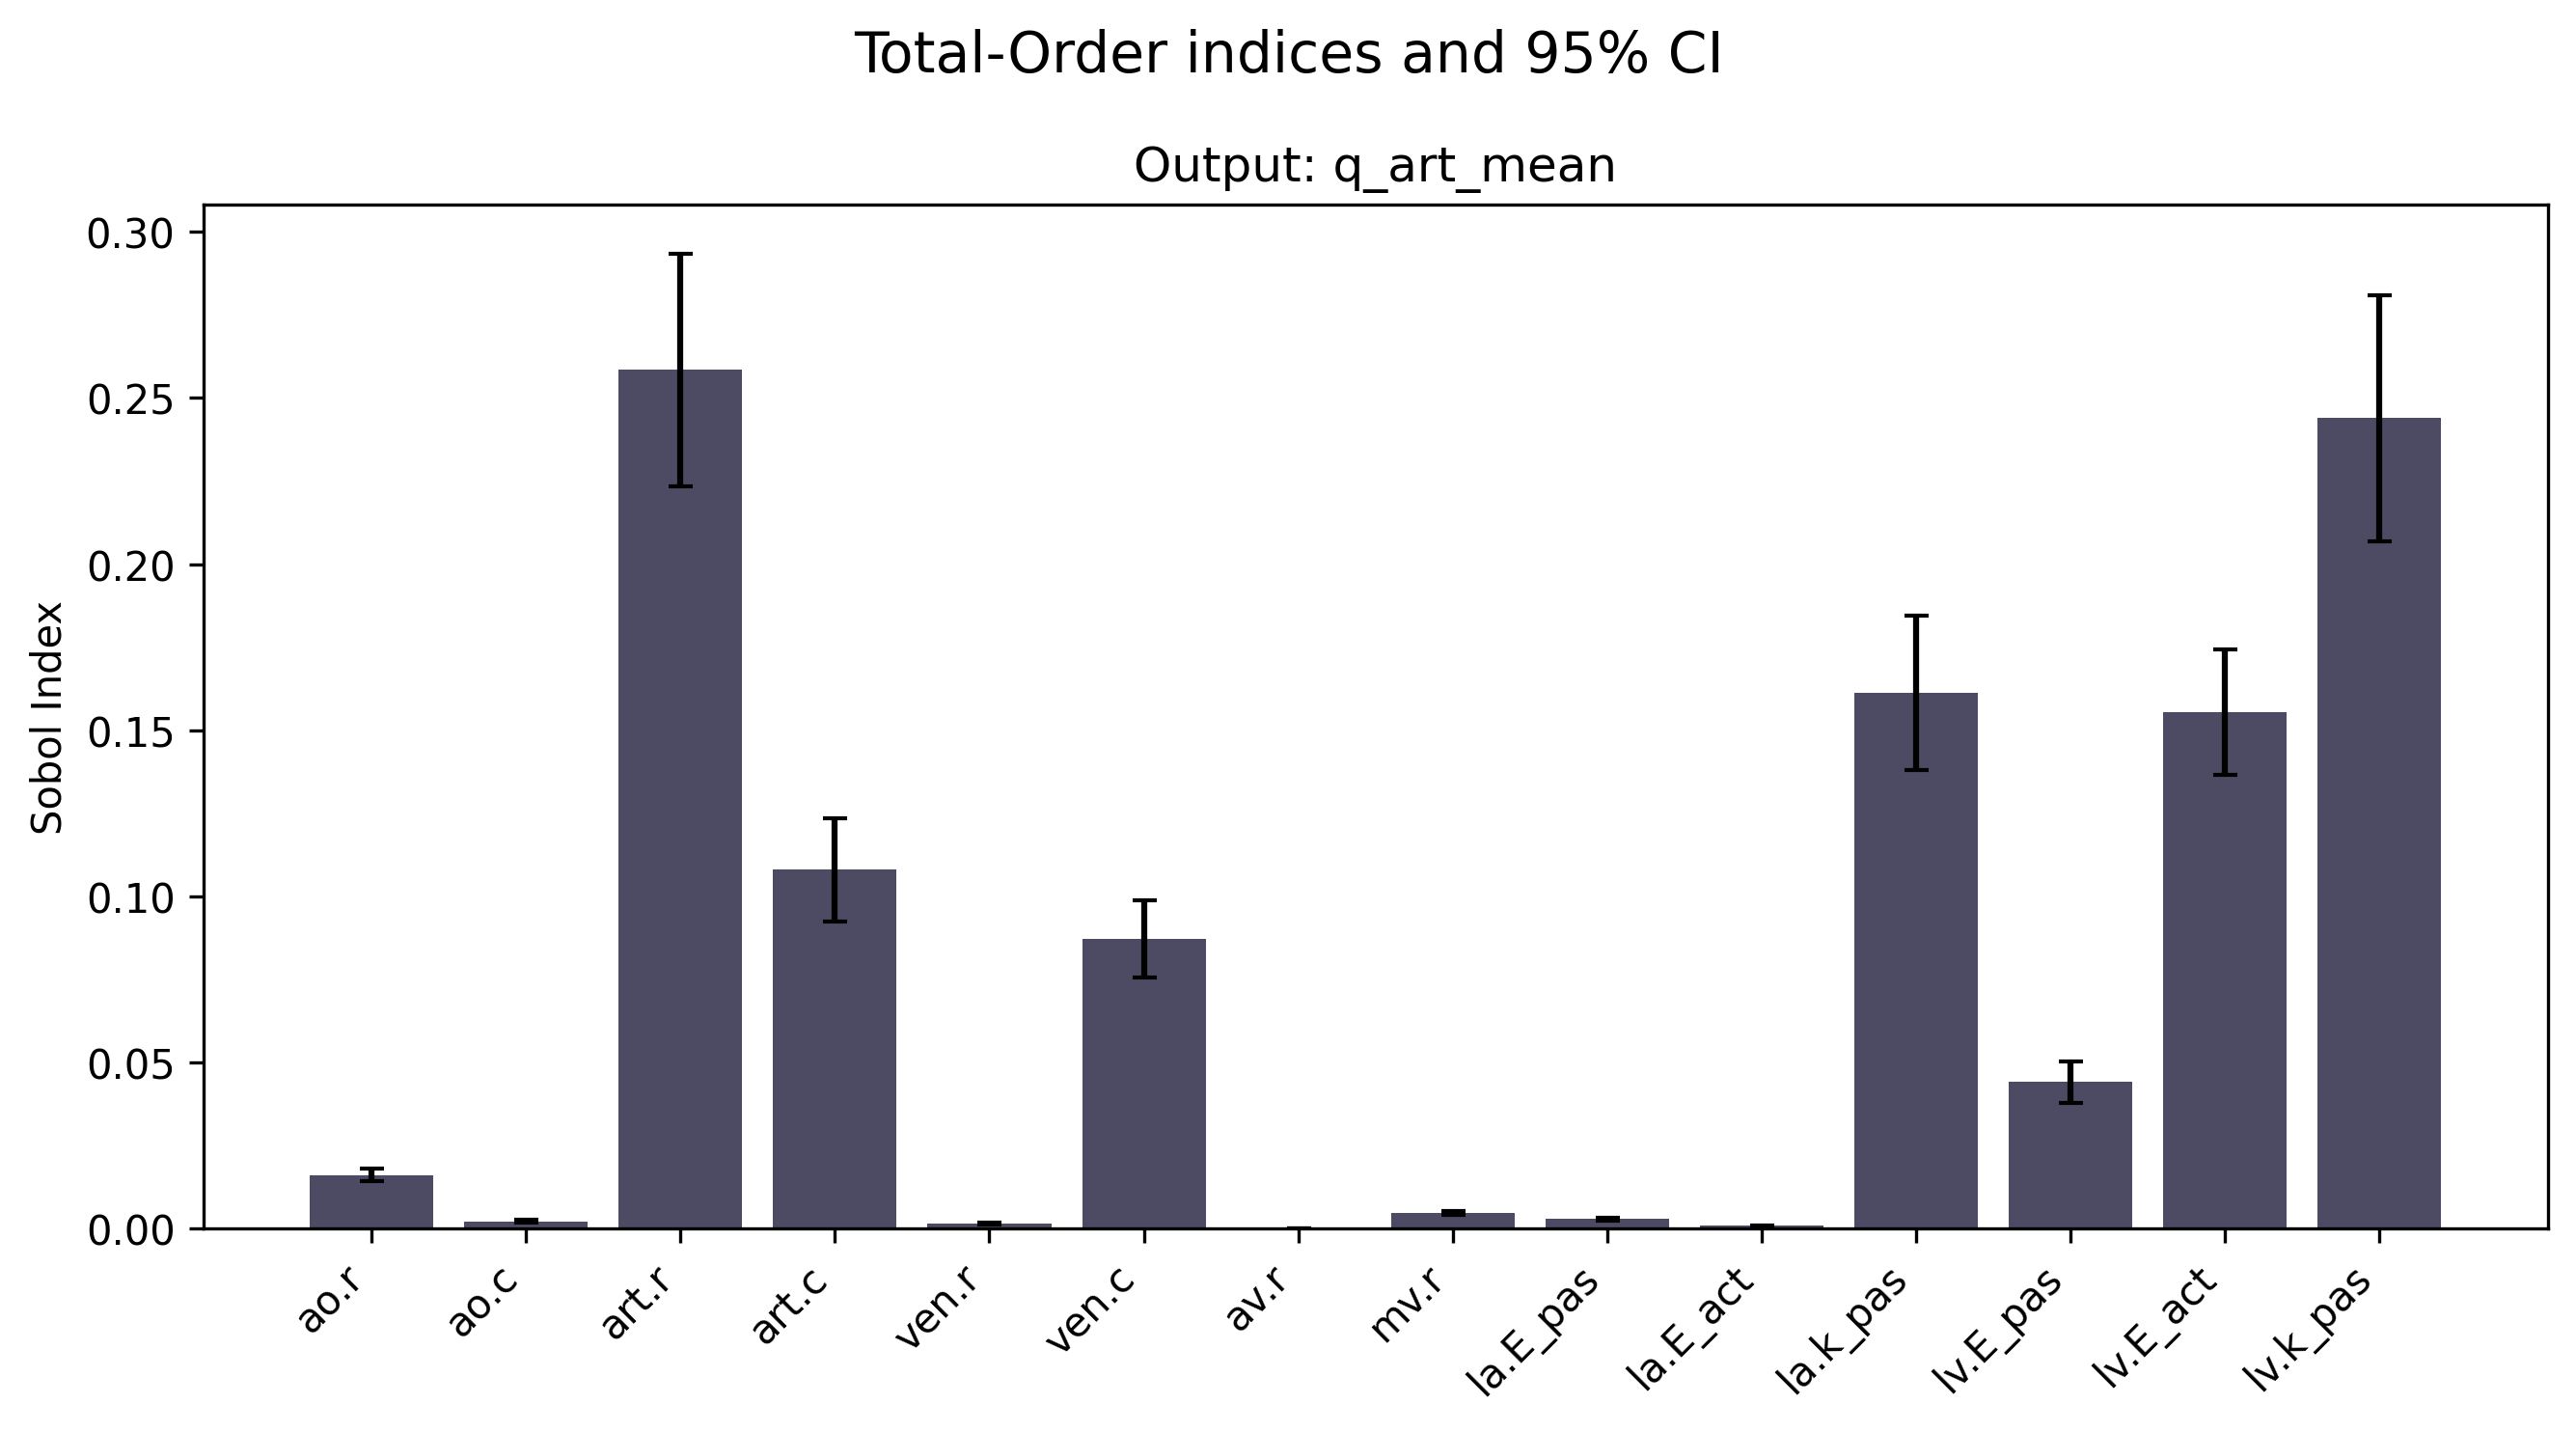 Total-Order indices and 95% CI
Output: q_art_mean
Sobol Index
0.30
0.25
0.20
0.15
0.10
0.05
0.00
ao.r
ao.c
art.r
art.c
ven.r
ven.c
av.r
mv.r
la.E_pas
la.E_act
la.k_pas
lv.E_pas
lv.E_act
lv.k_pas